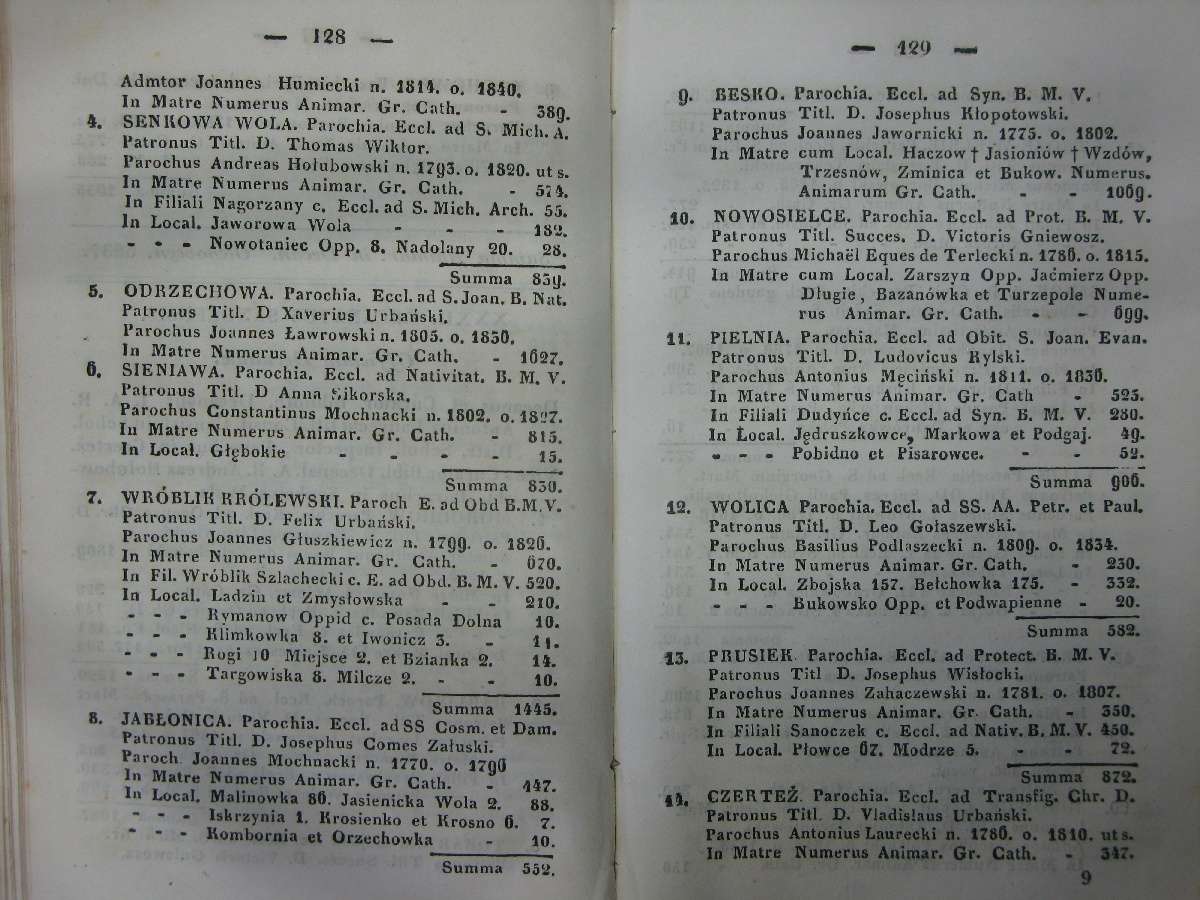 — 128 —
Admtor Joannes Humiecki n. 1814. o. 1840.
In Matre Numerus Animar. Gr. Cath. - 389.
4. SENKOWA WOLA. Parochia. Eccl. ad S. Mich. A.
Patronus Titl. D. Thomas Wiktor.
Parochus Andreas Hołubowski n. 1793. o. 1820. ut s.
In Matre Numerus Animar. Gr. Cath. - 574.
In Filiali Nagorzany c. Eccl. ad S. Mich. Arch. 55.
In Local. Jaworowa Wola - - - 182.
- - - Nowotaniec Opp. 8. Nadolany 20. 28.
Summa 839.
5. ODRZECHOWA. Parochia. Eccl. ad S. Joan. B. Nat.
Patronus Titl. D Xaverius Urbański.
Parochus Joannes Ławrowski n. 1805. o. 1830.
In Matre Numerus Animar. Gr. Cath. - 1627.
6. SIENIAWA. Parochia. Eccl. ad Nativitat. B. M. V.
Patronus Titl. D Anna Sikorska.
Parochus Constantinus Mochnacki n. 1802. o. 1827.
In Matre Numerus Animar. Gr. Cath. - 815.
In Local. Głębokie - - - - 15.
Summa 830.
7. WRÓBLIK KRÓLEWSKI. Paroch E. ad Obd B.M.V.
Patronus Titl. D. Felix Urbański.
Parochus Joannes Głuszkiewicz n. 1799. o. 1826.
In Matre Numerus Animar. Gr. Cath. - 670.
In Fil. Wróblik Szlachecki c. E. ad Obd. B. M. V. 520.
In Local. Ladzin et Zmysłowska - - 210.
- - - Rymanow Oppid c. Posada Dolna 10.
- - - Klimkowka 8. et Iwonicz 3. - 11.
- - - Rogi 10 Miejsce 2. et Bzianka 2. 14.
- - - Targowiska 8. Milcze 2. - - 10.
Summa 1445.
8. JABŁONICA. Parochia. Eccl. ad SS Cosm. et Dam.
Patronus Titl. D. Josephus Comes Załuski.
Paroch. Joannes Mochnacki n. 1770. o. 1796
In Matre Numerus Animar. Gr. Cath. - 447.
In Local. Malinowka 86. Jasienicka Wola 2. 88.
- - - Iskrzynia 1. Krosienko et Krosno 6. 7.
- - - Kombornia et Orzechowka - 10.
Summa 552.
— 129 —
9. BESKO. Parochia. Eccl. ad Syn. B. M. V.
Patronus Titl. D. Josephus Kłopotowski.
Parochus Joannes Jawornicki n. 1775. o. 1802.
In Matre cum Local. Haczow † Jasioniów † Wzdów,
Trzesnów, Zminica et Bukow. Numerus.
Animarum Gr. Cath. - - 1069.
10. NOWOSIELCE. Parochia. Eccl. ad Prot. B. M. V.
Patronus Titl. Succes. D. Victoris Gniewosz.
Parochus Michaël Eques de Terlecki n. 1786. o. 1815.
In Matre cum Local. Zarszyn Opp. Jaćmierz Opp.
Długie, Bazanówka et Turzepole Nume-
rus Animar. Gr. Cath. - - 699.
11. PIELNIA. Parochia. Eccl. ad Obit. S. Joan. Evan.
Patronus Titl. D. Ludovicus Rylski.
Parochus Antonius Męciński n. 1811. o. 1836.
In Matre Numerus Animar. Gr. Cath - 525.
In Filiali Dudyńce c. Eccl. ad Syn. B. M. V. 280.
In Local. Jędruszkowce, Markowa et Podgaj. 49.
- - - Pobidno et Pisarowce. - - 52.
Summa 906.
12. WOLICA Parochia. Eccl. ad SS. AA. Petr. et Paul.
Patronus Titl. D. Leo Gołaszewski.
Parochus Basilius Podlaszecki n. 1809. o. 1834.
In Matre Numerus Animar. Gr. Cath. - 230.
In Local. Zbojska 157. Bełchowka 175. - 332.
- - - Bukowsko Opp. et Podwapienne - 20.
Summa 582.
13. PRUSIEK. Parochia. Eccl. ad Protect. B. M. V.
Patronus Titl D. Josephus Wisłocki.
Parochus Joannes Zahaczewski n. 1781. o. 1807.
In Matre Numerus Animar. Gr. Cath. - 350.
In Filiali Sanoczek c. Eccl. ad Nativ. B. M. V. 450.
In Local. Płowce 67. Modrze 5. - - 72.
Summa 872.
14. CZERTEŻ. Parochia. Eccl. ad Transfig. Chr. D.
Patronus Titl. D. Vladislaus Urbański.
Parochus Antonius Laurecki n. 1786. o. 1810. ut s.
In Matre Numerus Animar. Gr. Cath. - 347.
9